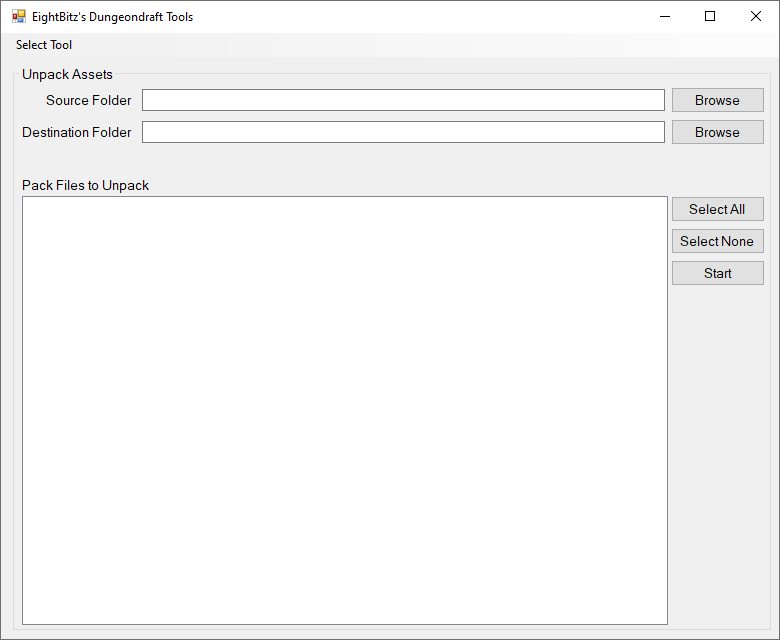 EightBitz's Dungeondraft Tools
Select Tool
Unpack Assets
Source Folder
Browse
Destination Folder
Browse
Pack Files to Unpack
Select All
Select None
Start